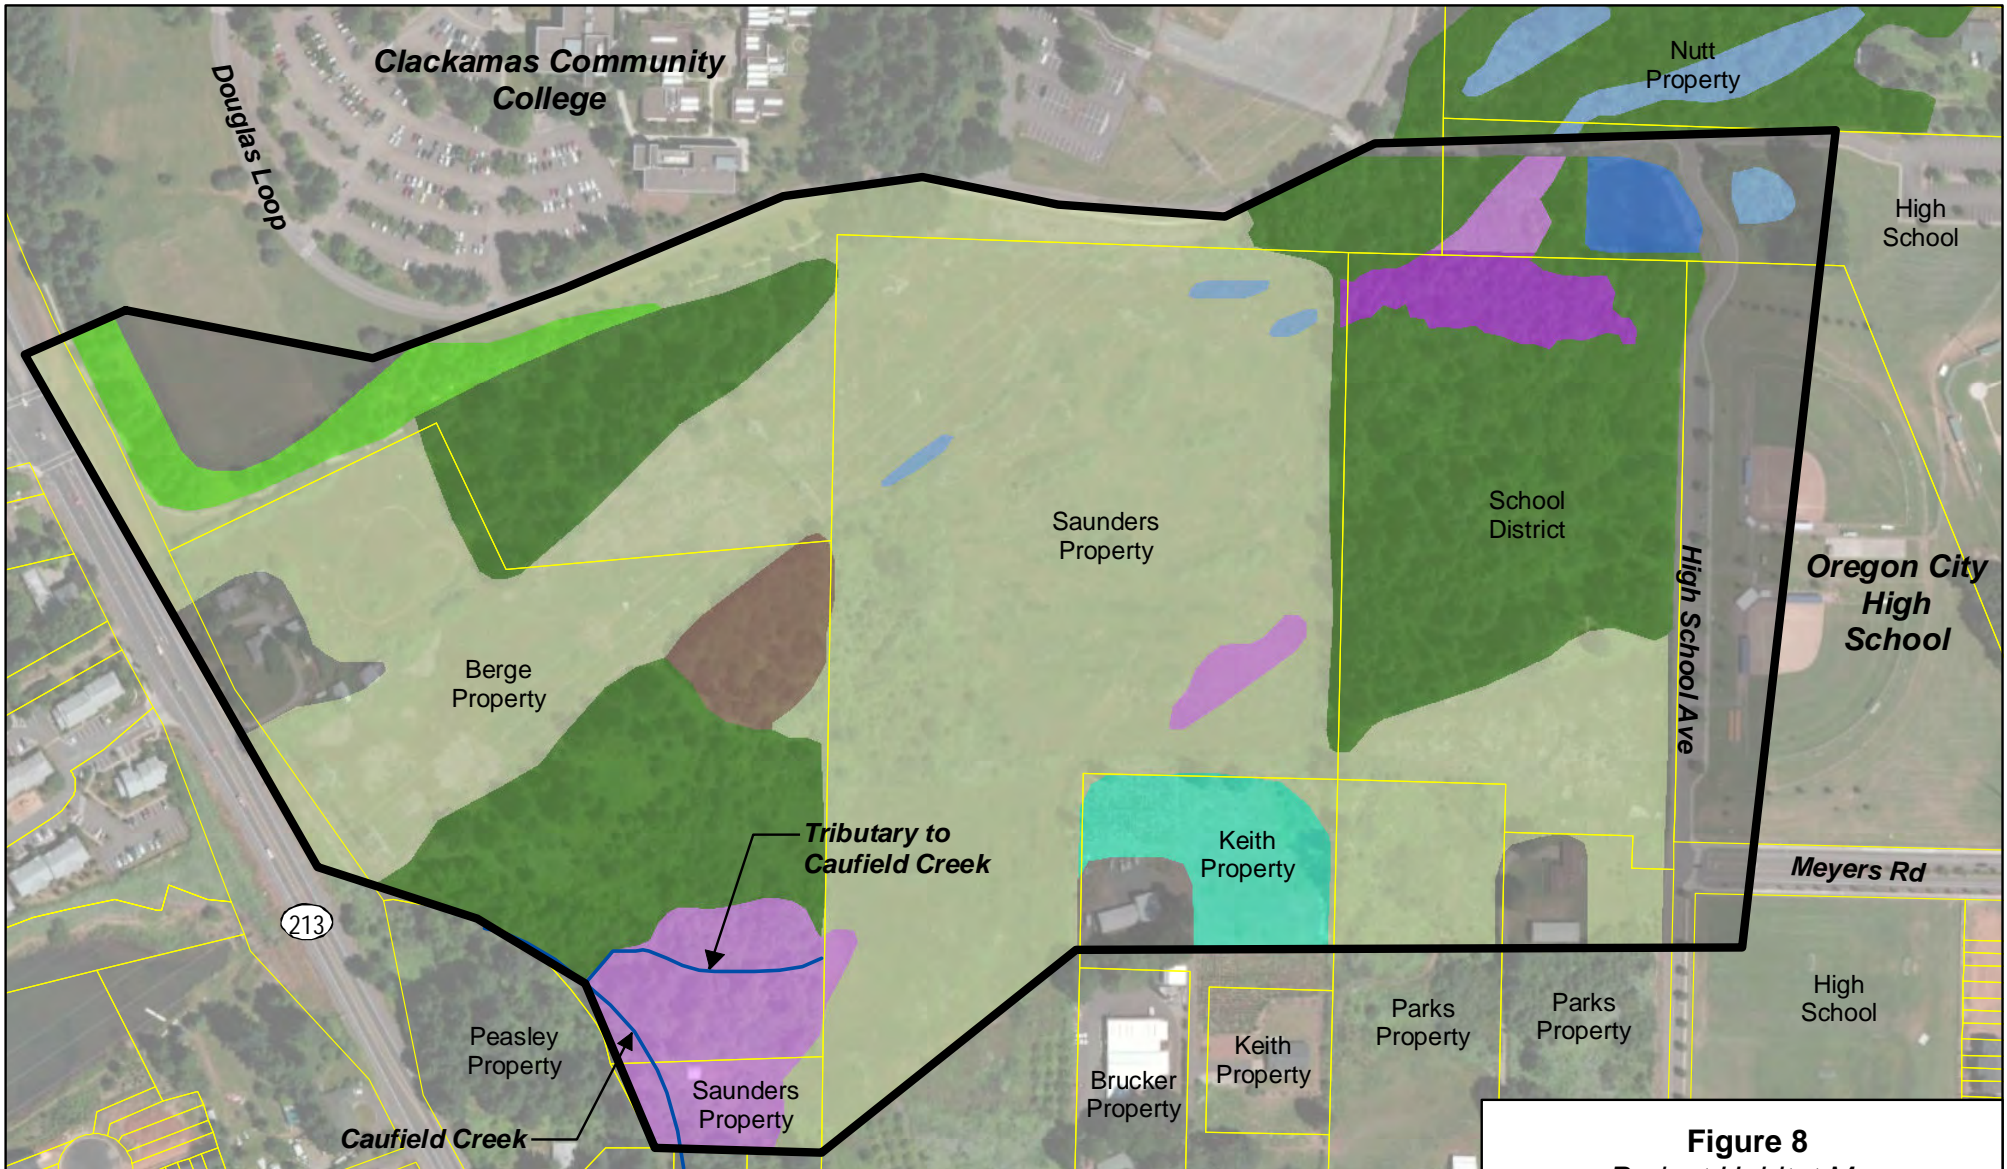 Clackamas Community
College
Douglas Loop
Nutt
Property
High
School
School
District
Saunders
Property
Oregon City
High
School
High School Ave
Berge
Property
Tributary to
Caufield Creek
Keith
Property
Meyers Rd
213
Peasley
Property
Saunders
Property
Caufield Creek
Brucker
Property
Keith
Property
Parks
Property
Parks
Property
High
School
Figure 8